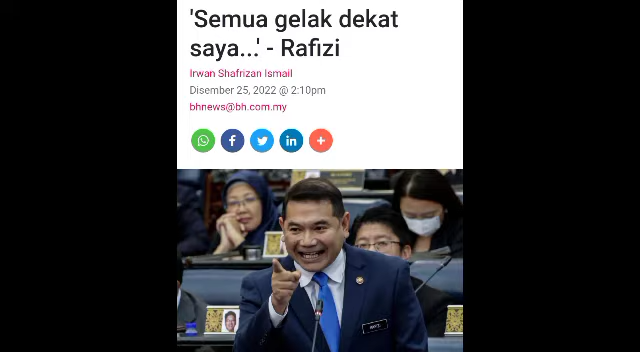 'Semua gelak dekat
saya...' - Rafizi
Irwan Shafrizan Ismail
Disember 25, 2022 @ 2:10pm
bhnews@bh.com.my